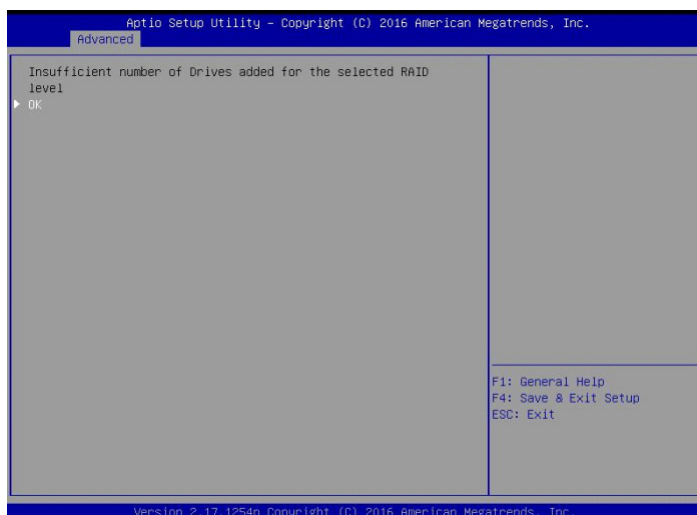 Aptio Setup Utility – Copyright (C) 2016 American Megatrends, Inc.
Advanced
Insufficient number of Drives added for the selected RAID
level
OK
F1: General Help
F4: Save & Exit Setup
ESC: Exit
Version 2.17.1254p Copyright (C) 2016 American Megatrends, Inc.